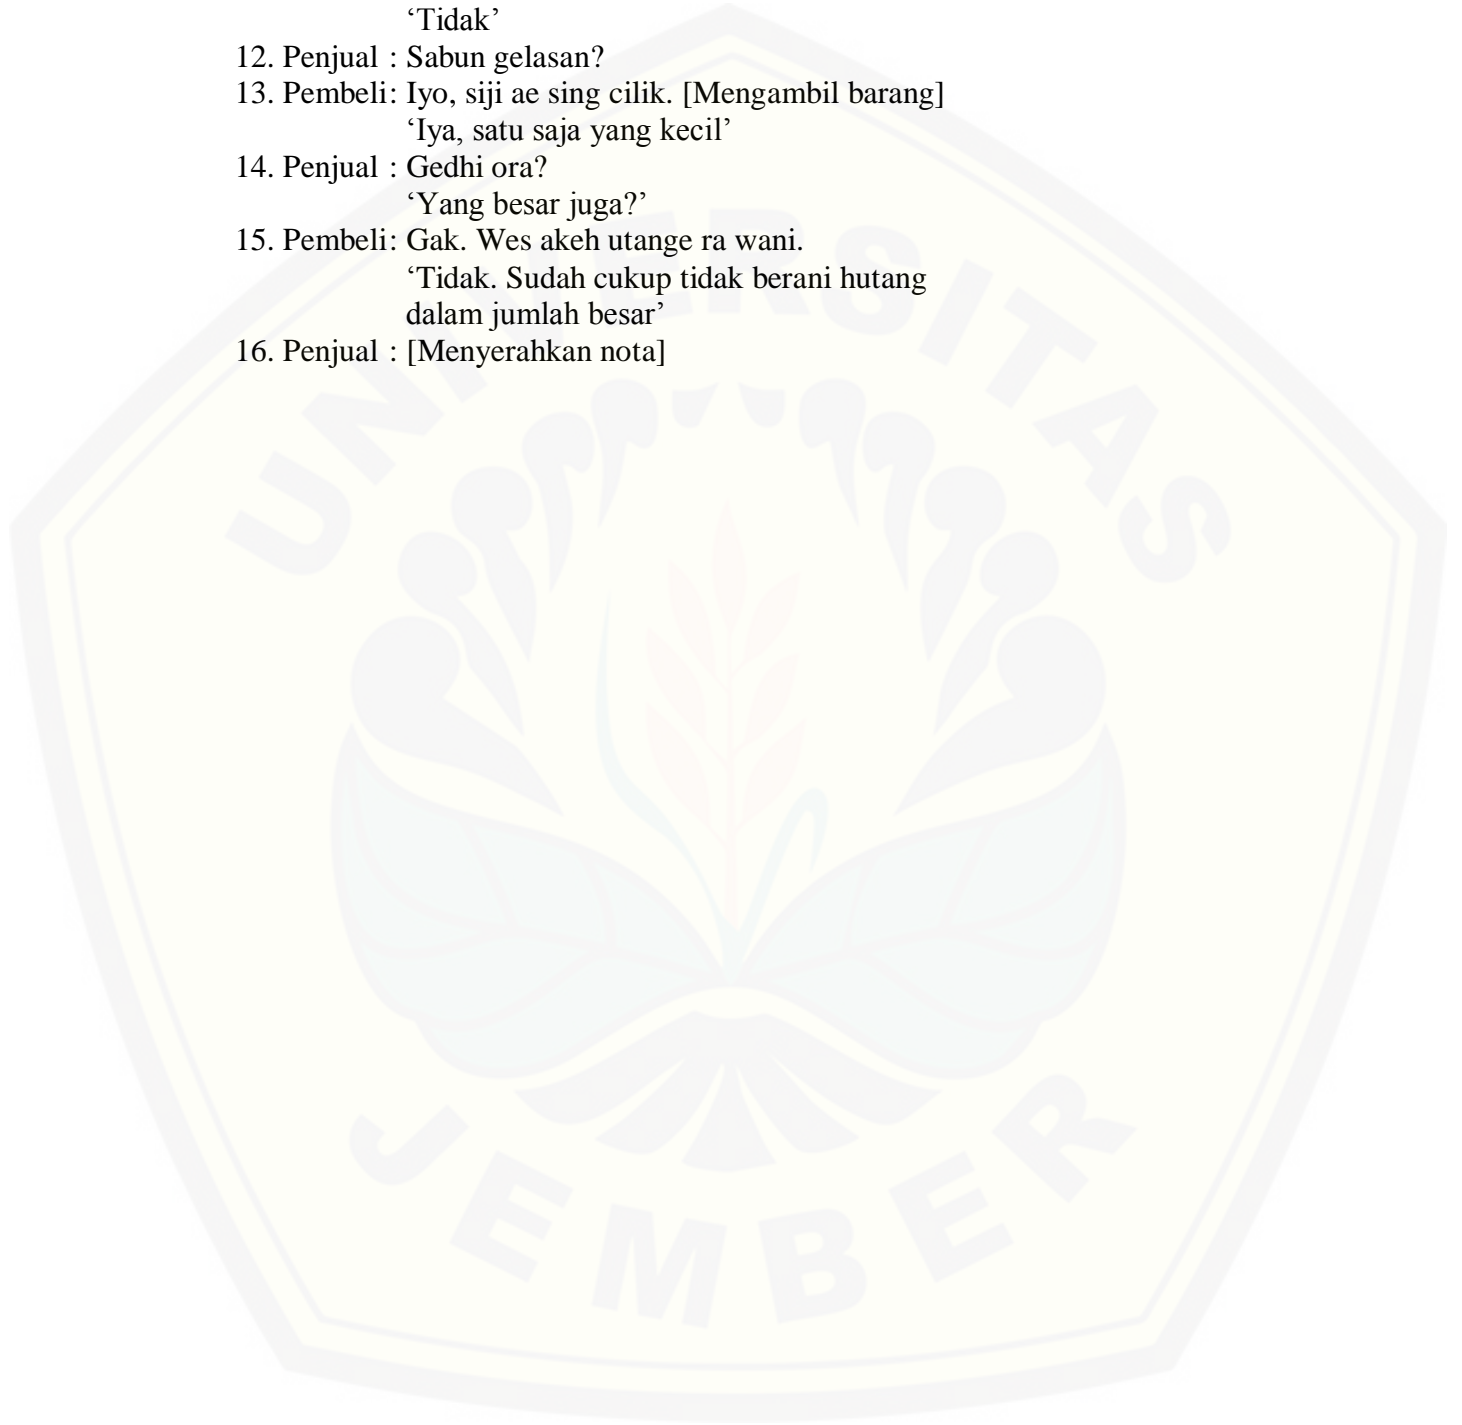 ‘Tidak’
12. Penjual : Sabun gelasan?
13. Pembeli: Iyo, siji ae sing cilik. [Mengambil barang]
‘Iya, satu saja yang kecil’
14. Penjual : Gedhi ora?
‘Yang besar juga?’
15. Pembeli: Gak. Wes akeh utange ra wani.
‘Tidak. Sudah cukup tidak berani hutang
dalam jumlah besar’
16. Penjual : [Menyerahkan nota]
UNIVERSITAS
JEMBER